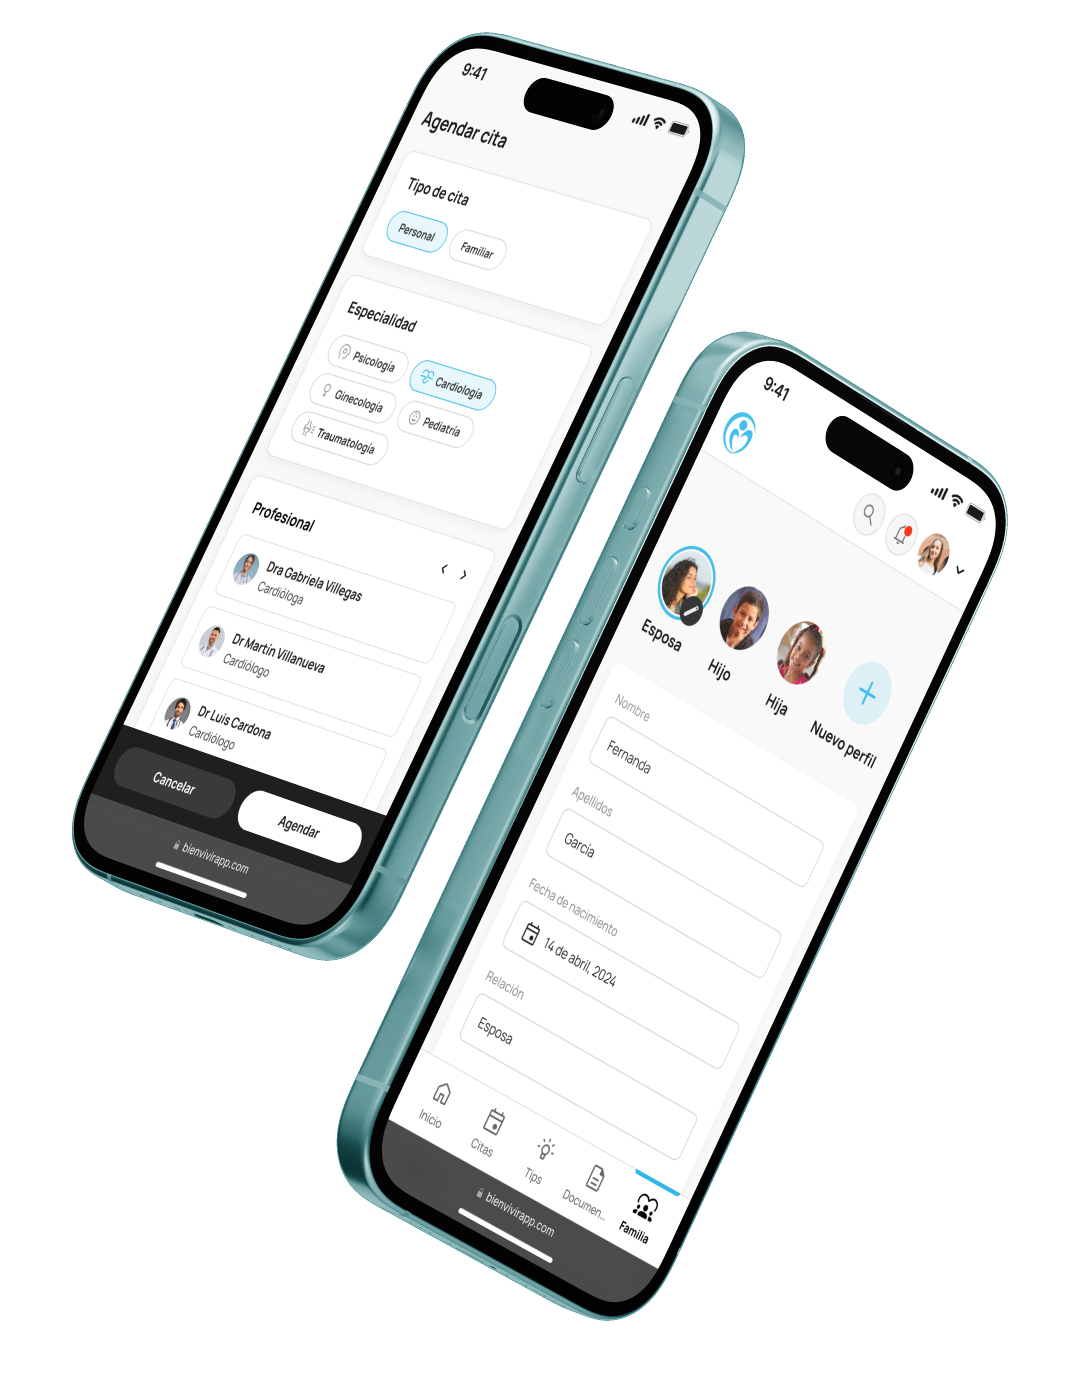 9:41
Agendar cita
Tipo de cita
Personal
Familiar
Especialidad
Psicología
Cardiología
Ginecología
Pediatría
Traumatología
Profesional
Dra Gabriela Villegas
Cardióloga
Dr Martín Villanueva
Cardiólogo
Dr Luis Cardona
Cardiólogo
Cancelar
Agendar
bienvivirapp.com
9:41
Esposa
Hijo
Hija
Nuevo perfil
Nombre
Fernanda
Apellidos
Garcia
Fecha de nacimiento
14 de abril, 2024
Relación
Esposa
Inicio
Citas
Tips
Documen...
Familia
bienvivirapp.com